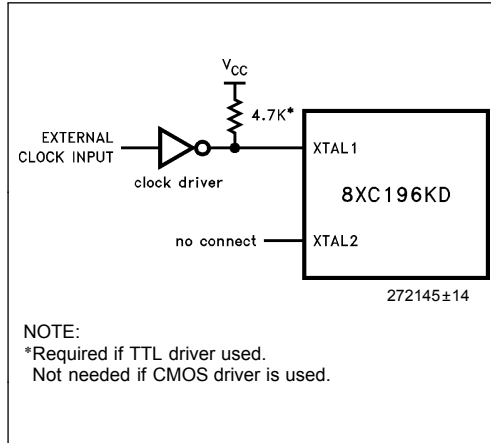 VCC
4.7K*
EXTERNAL
CLOCK INPUT
clock driver
XTAL1
8XC196KD
no connect
XTAL2
272145±14
NOTE:
*Required if TTL driver used.
Not needed if CMOS driver is used.